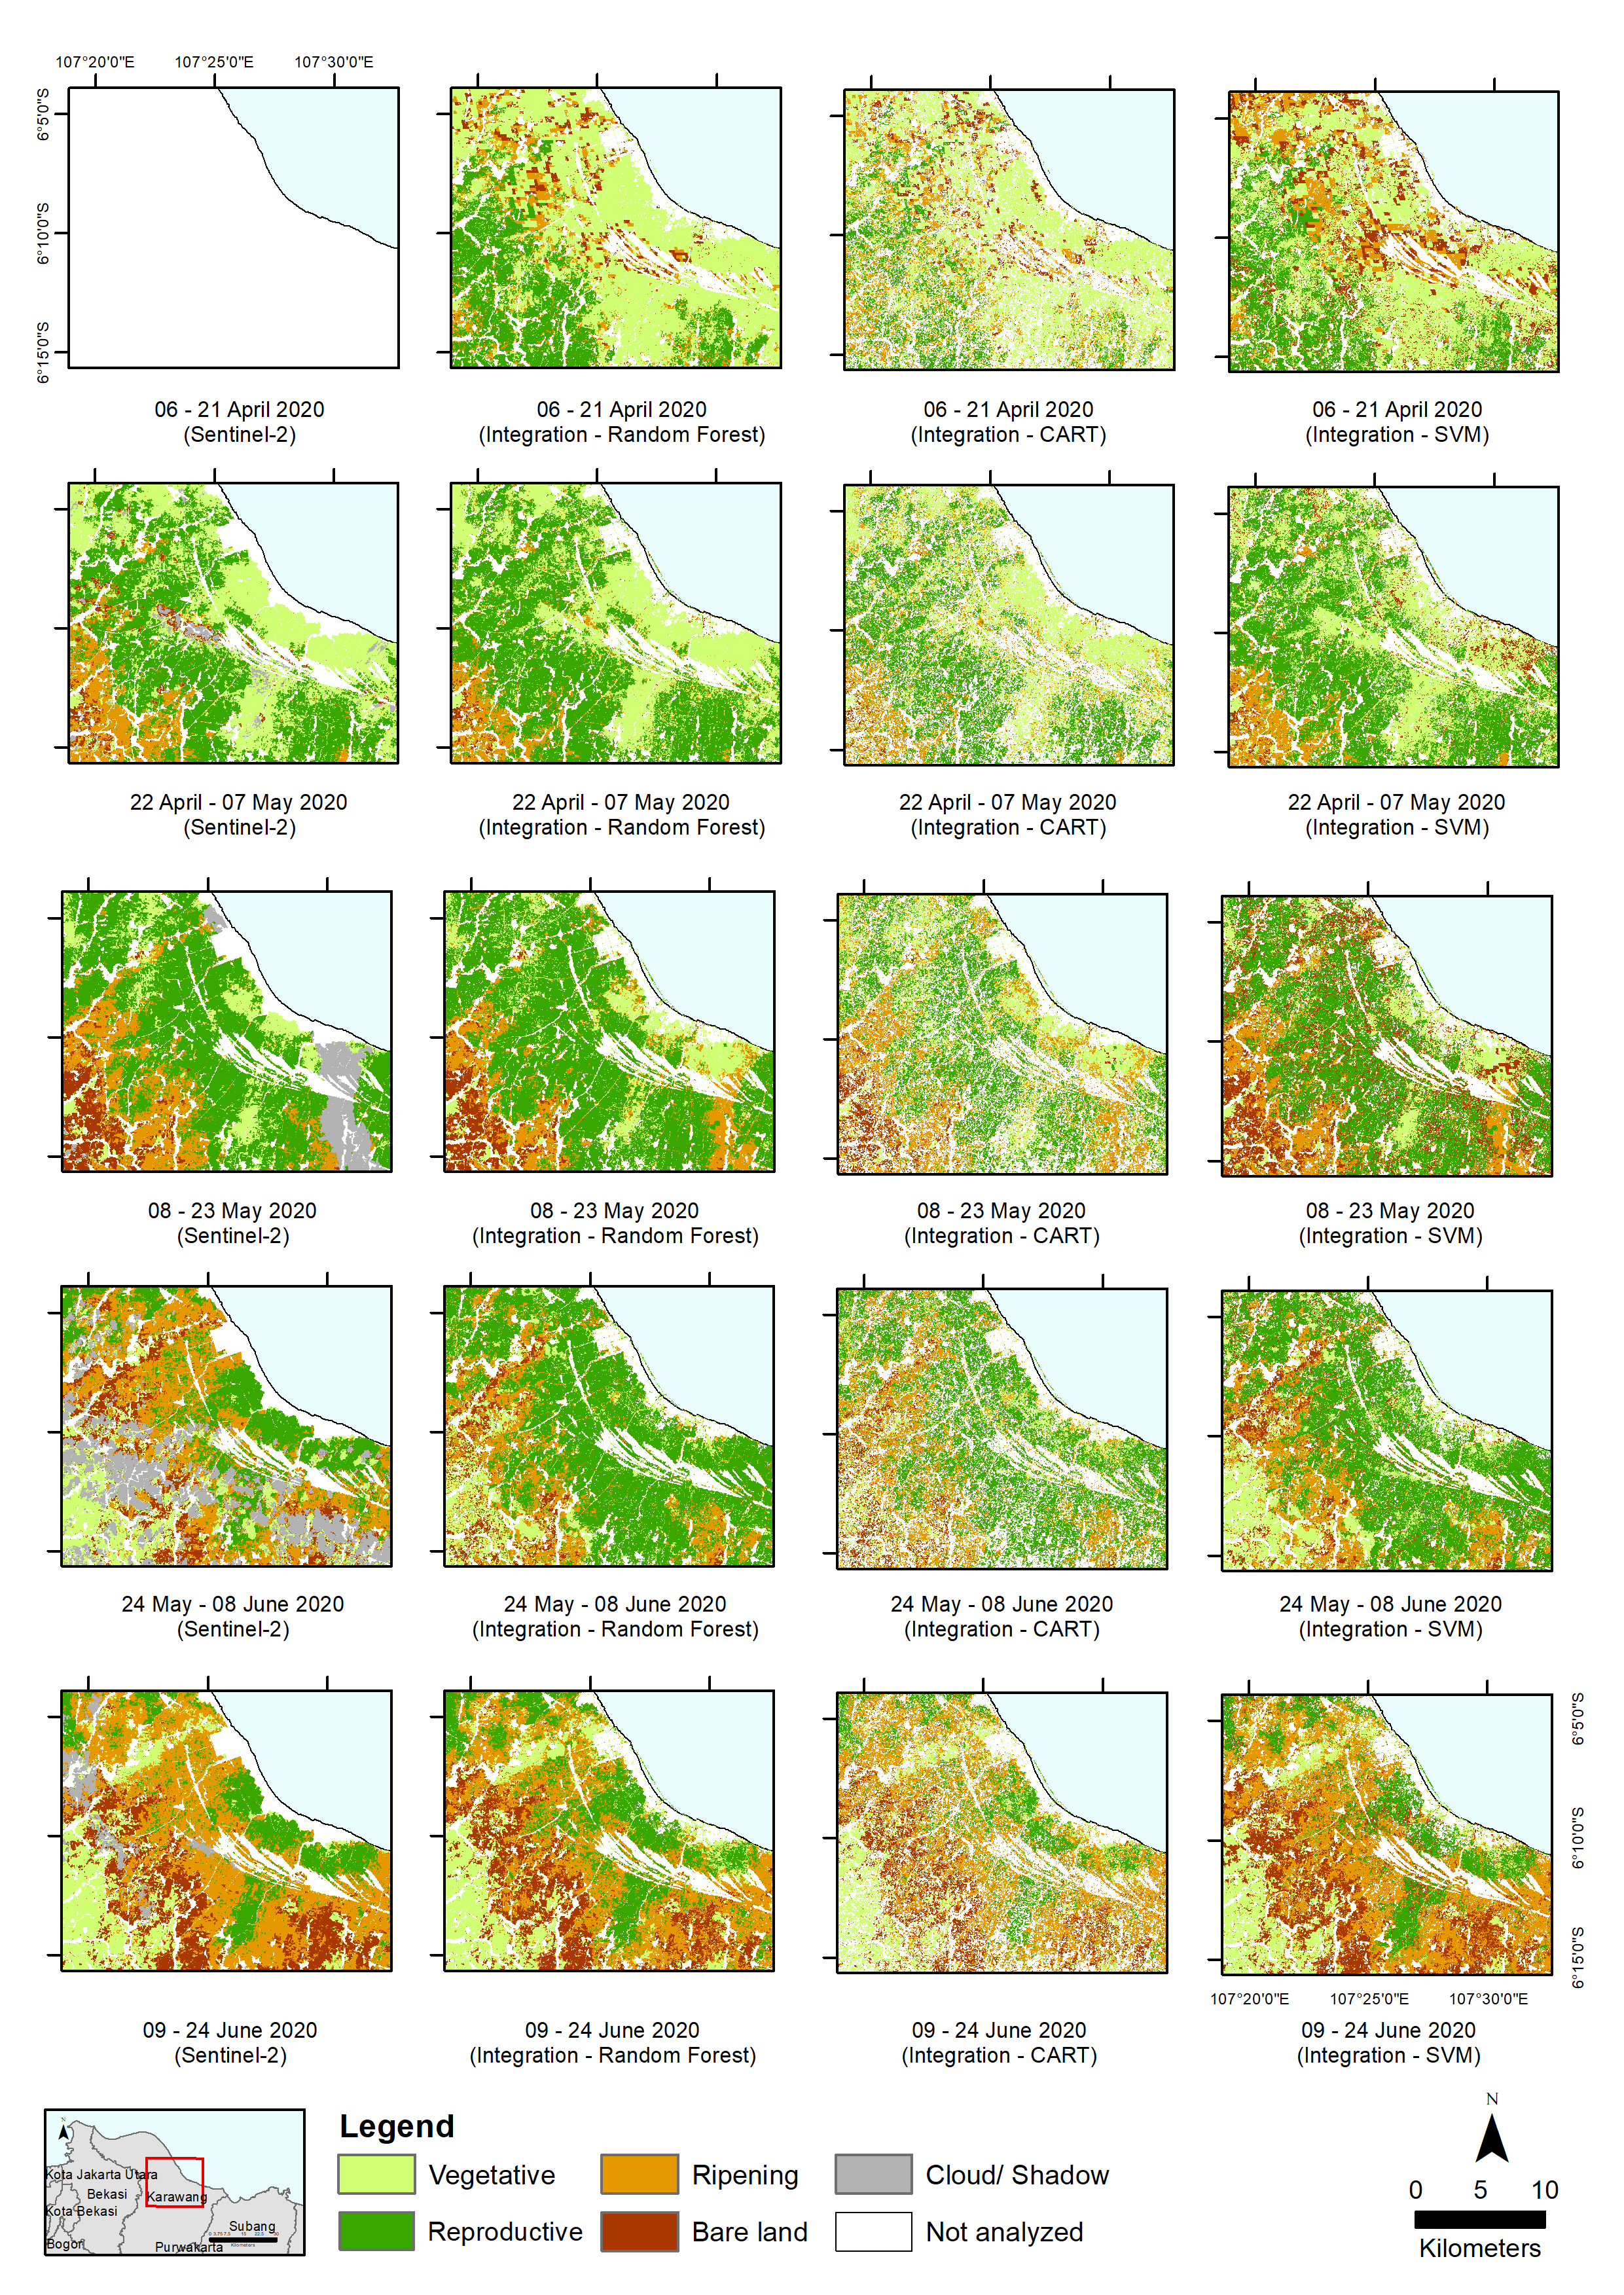 107°20'0"E 107°25'0"E 107°30'0"E
6°5'0"S
6°10'0"S
6°15'0"S
06 - 21 April 2020
(Sentinel-2)
06 - 21 April 2020
(Integration - Random Forest)
06 - 21 April 2020
(Integration - CART)
06 - 21 April 2020
(Integration - SVM)
22 April - 07 May 2020
(Sentinel-2)
22 April - 07 May 2020
(Integration - Random Forest)
22 April - 07 May 2020
(Integration - CART)
22 April - 07 May 2020
(Integration - SVM)
08 - 23 May 2020
(Sentinel-2)
08 - 23 May 2020
(Integration - Random Forest)
08 - 23 May 2020
(Integration - CART)
08 - 23 May 2020
(Integration - SVM)
24 May - 08 June 2020
(Sentinel-2)
24 May - 08 June 2020
(Integration - Random Forest)
24 May - 08 June 2020
(Integration - CART)
24 May - 08 June 2020
(Integration - SVM)
6°5'0"S
6°10'0"S
6°15'0"S
107°20'0"E 107°25'0"E 107°30'0"E
09 - 24 June 2020
(Sentinel-2)
09 - 24 June 2020
(Integration - Random Forest)
09 - 24 June 2020
(Integration - CART)
09 - 24 June 2020
(Integration - SVM)
N
Kota Jakarta Utara
Bekasi
Karawang
Kota Bekasi
Subang
Bogor
Purwakarta
Kilometers
Legend
Vegetative
Ripening
Cloud/ Shadow
Reproductive
Bare land
Not analyzed
N
0 5 10
Kilometers